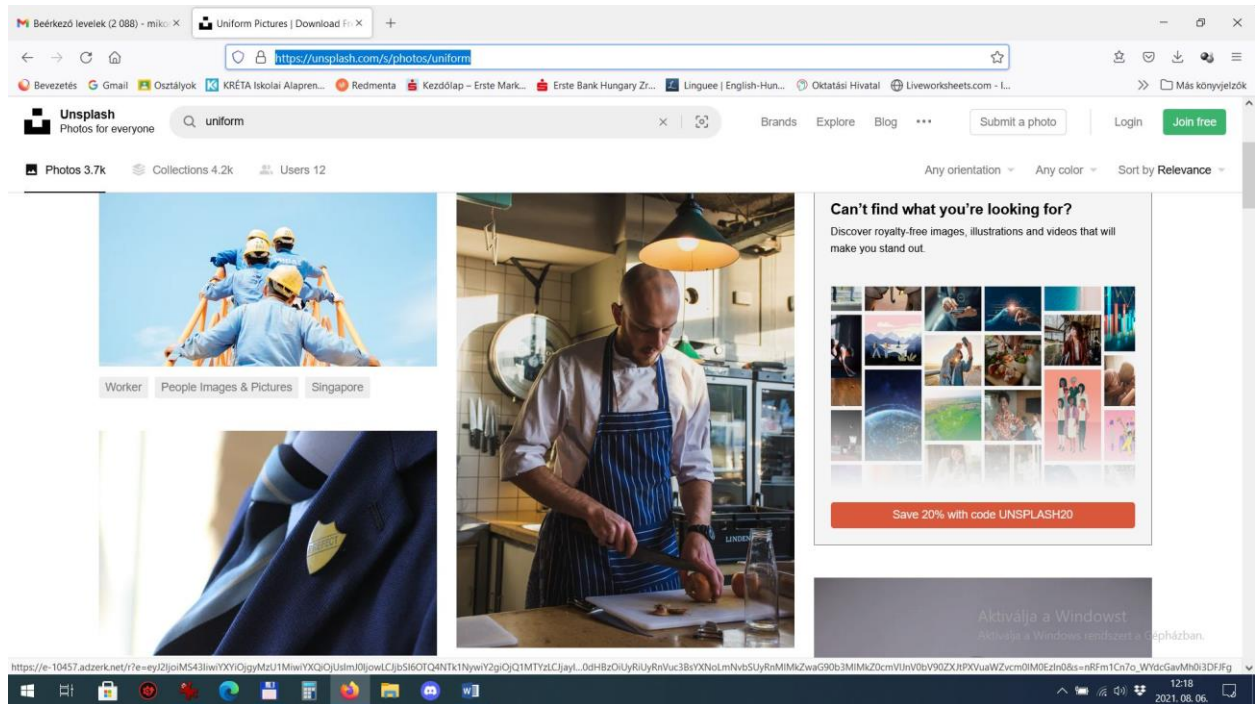 Beérkező levelek (2 088) - miko
Uniform Pictures | Download Fr
https://unsplash.com/s/photos/uniform
Bevezetés
Gmail
Osztályok
KRÉTA Iskolai Alapren...
Redmenta
Kezdőlap – Erste Mark...
Erste Bank Hungary Zr...
Linguee | English-Hun...
Oktatási Hivatal
Liveworksheets.com - I...
Más könyvjelzők
Unsplash
Photos for everyone
uniform
Brands
Explore
Blog
Submit a photo
Login
Join free
Photos 3.7k
Collections 4.2k
Users 12
Any orientation
Any color
Sort by Relevance
Can't find what you're looking for?
Discover royalty-free images, illustrations and videos that will
make you stand out.
Save 20% with code UNSPLASH20
Worker
People Images & Pictures
Singapore
PREFECT
LINDEN
Aktiválja a Windowst
Aktiválja a Windows rendszert a Gépházban.
12:18
2021. 08. 06.